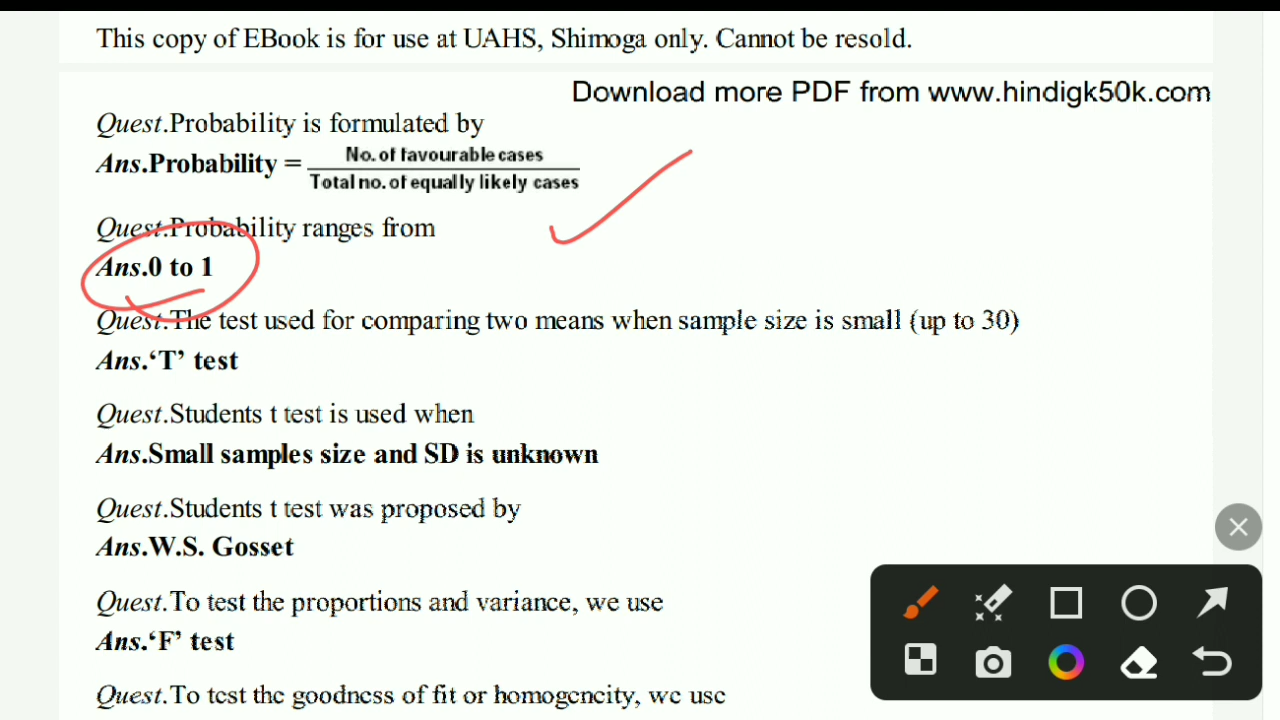 This copy of EBook is for use at UAHS, Shimoga only. Cannot be resold.
Download more PDF from www.hindigk50k.com
Quest.Probability is formulated by
Ans.Probability = No. of favourable cases
Total no. of equally likely cases
Quest.Probability ranges from
Ans.0 to 1
Quest.The test used for comparing two means when sample size is small (up to 30)
Ans.‘T’ test
Quest.Students t test is used when
Ans.Small samples size and SD is unknown
Quest.Students t test was proposed by
Ans.W.S. Gosset
Quest.To test the proportions and variance, we use
Ans.‘F’ test
Quest.To test the goodness of fit or homogeneity, we use